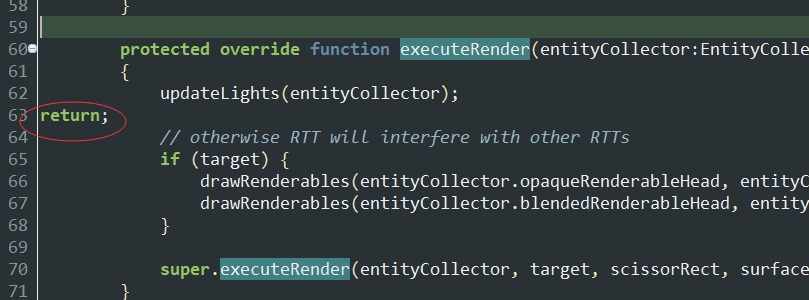 58 }
59
60 protected override function executeRender(entityCollector:EntityColle
61 {
62 updateLights(entityCollector);
63 return;
64 // otherwise RTT will interfere with other RTTs
65 if (target) {
66 drawRenderables(entityCollector.opaqueRenderableHead, entityC
67 drawRenderables(entityCollector.blendedRenderableHead, entity
68 }
69
70 super.executeRender(entityCollector, target, scissorRect, surface
71 }